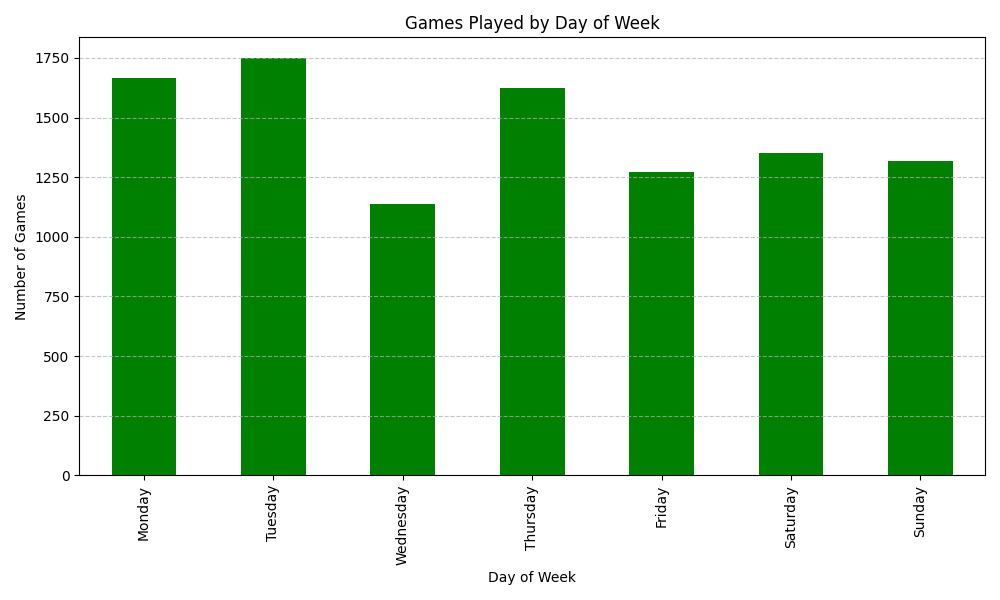 Games Played by Day of Week
Number of Games
1750
1500
1250
1000
750
500
250
0
Monday
Tuesday
Wednesday
Thursday
Friday
Saturday
Sunday
Day of Week